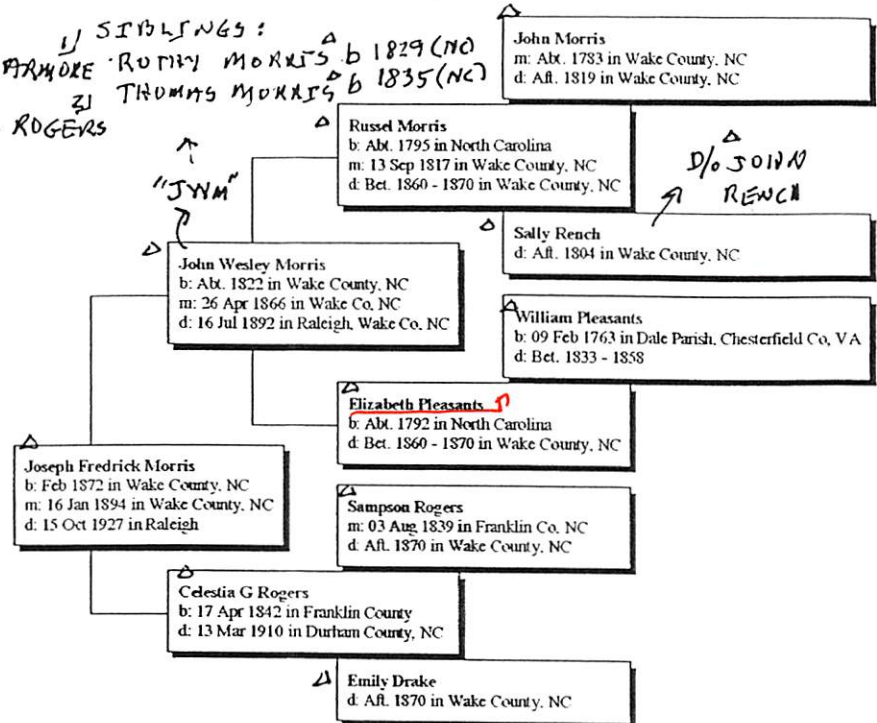 1) SIBLINGS:
ARMORE RUTHY MORRIS b 1829 (NC)
2) THOMAS MORRIS b 1835 (NC)
ROGERS
"JWM"
John Morris
m: Abt. 1783 in Wake County, NC
d: Aft. 1819 in Wake County, NC
Russel Morris
b: Abt. 1795 in North Carolina
m: 13 Sep 1817 in Wake County, NC
d: Bet. 1860 - 1870 in Wake County, NC
D/o JOHN
RENCH
Sally Rench
d: Aft. 1804 in Wake County, NC
John Wesley Morris
b: Abt. 1822 in Wake County, NC
m: 26 Apr 1866 in Wake Co, NC
d: 16 Jul 1892 in Raleigh, Wake Co. NC
William Pleasants
b: 09 Feb 1763 in Dale Parish, Chesterfield Co, VA
d: Bet. 1833 - 1858
Elizabeth Pleasants
b: Abt. 1792 in North Carolina
d: Bet. 1860 - 1870 in Wake County, NC
Joseph Fredrick Morris
b: Feb 1872 in Wake County, NC
m: 16 Jan 1894 in Wake County, NC
d: 15 Oct 1927 in Raleigh
Sampson Rogers
m: 03 Aug 1839 in Franklin Co, NC
d: Aft. 1870 in Wake County, NC
Celestia G Rogers
b: 17 Apr 1842 in Franklin County
d: 13 Mar 1910 in Durham County, NC
Emily Drake
d: Aft. 1870 in Wake County, NC